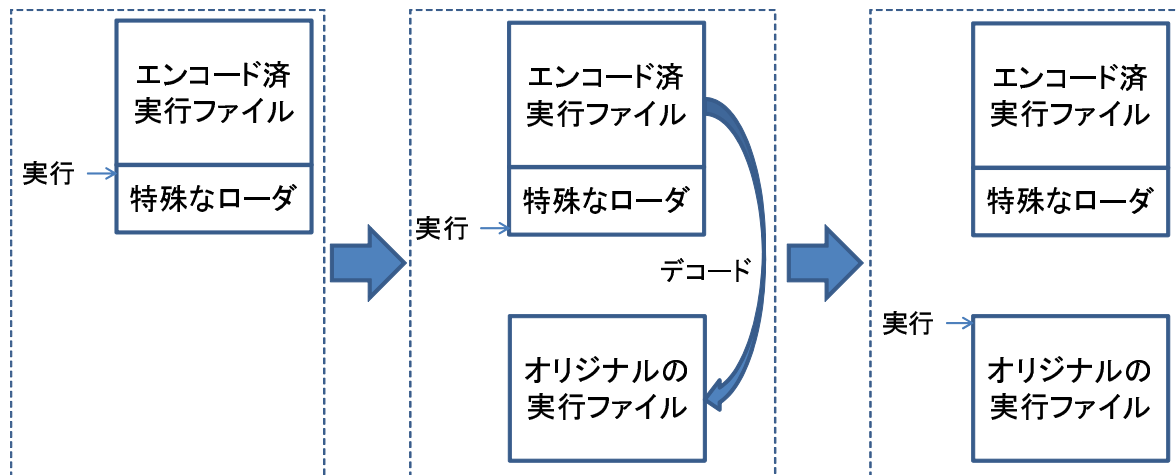 エンコード済
実行ファイル
実行
特殊なローダ
エンコード済
実行ファイル
特殊なローダ
実行
デコード
オリジナルの
実行ファイル
エンコード済
実行ファイル
特殊なローダ
実行
オリジナルの
実行ファイル